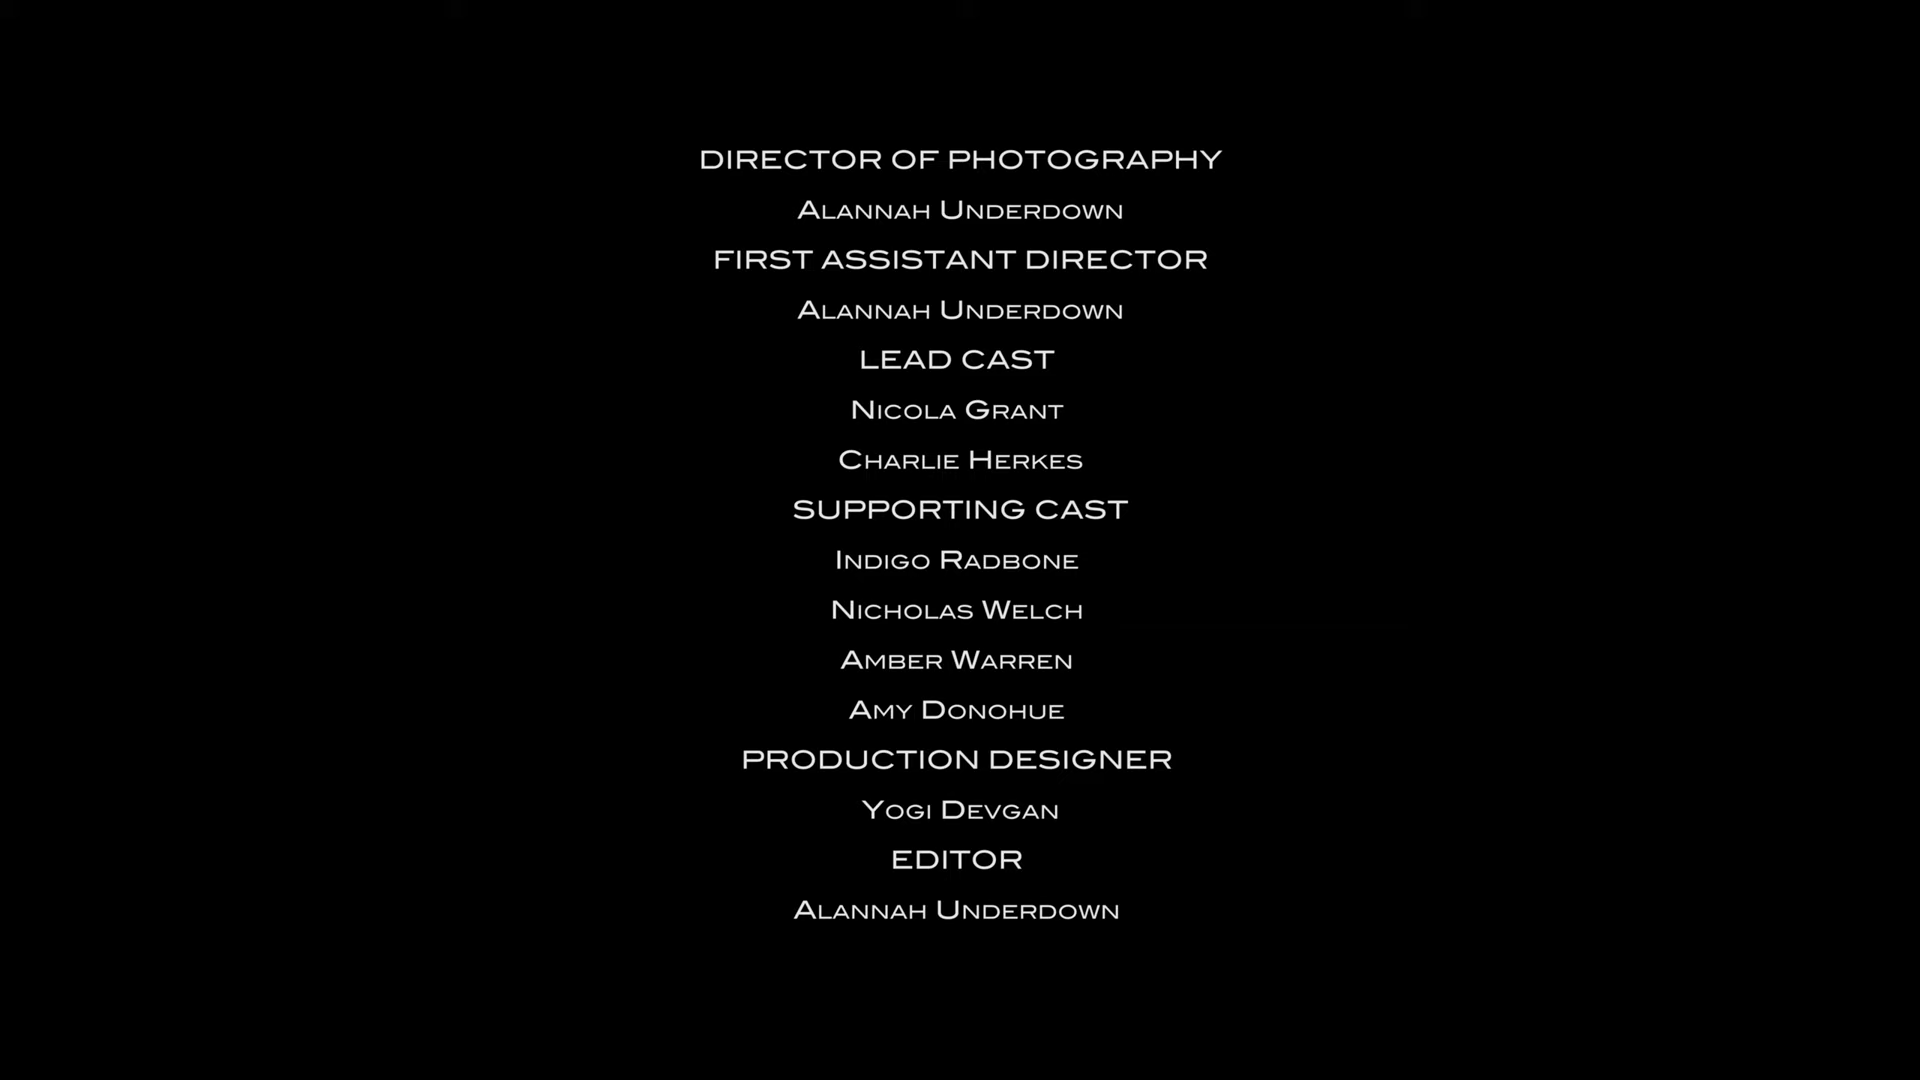 DIRECTOR OF PHOTOGRAPHY
Alannah Underdown
FIRST ASSISTANT DIRECTOR
Alannah Underdown
LEAD CAST
Nicola Grant
Charlie Herkes
SUPPORTING CAST
Indigo Radbone
Nicholas Welch
Amber Warren
Amy Donohue
PRODUCTION DESIGNER
Yogi Devgan
EDITOR
Alannah Underdown